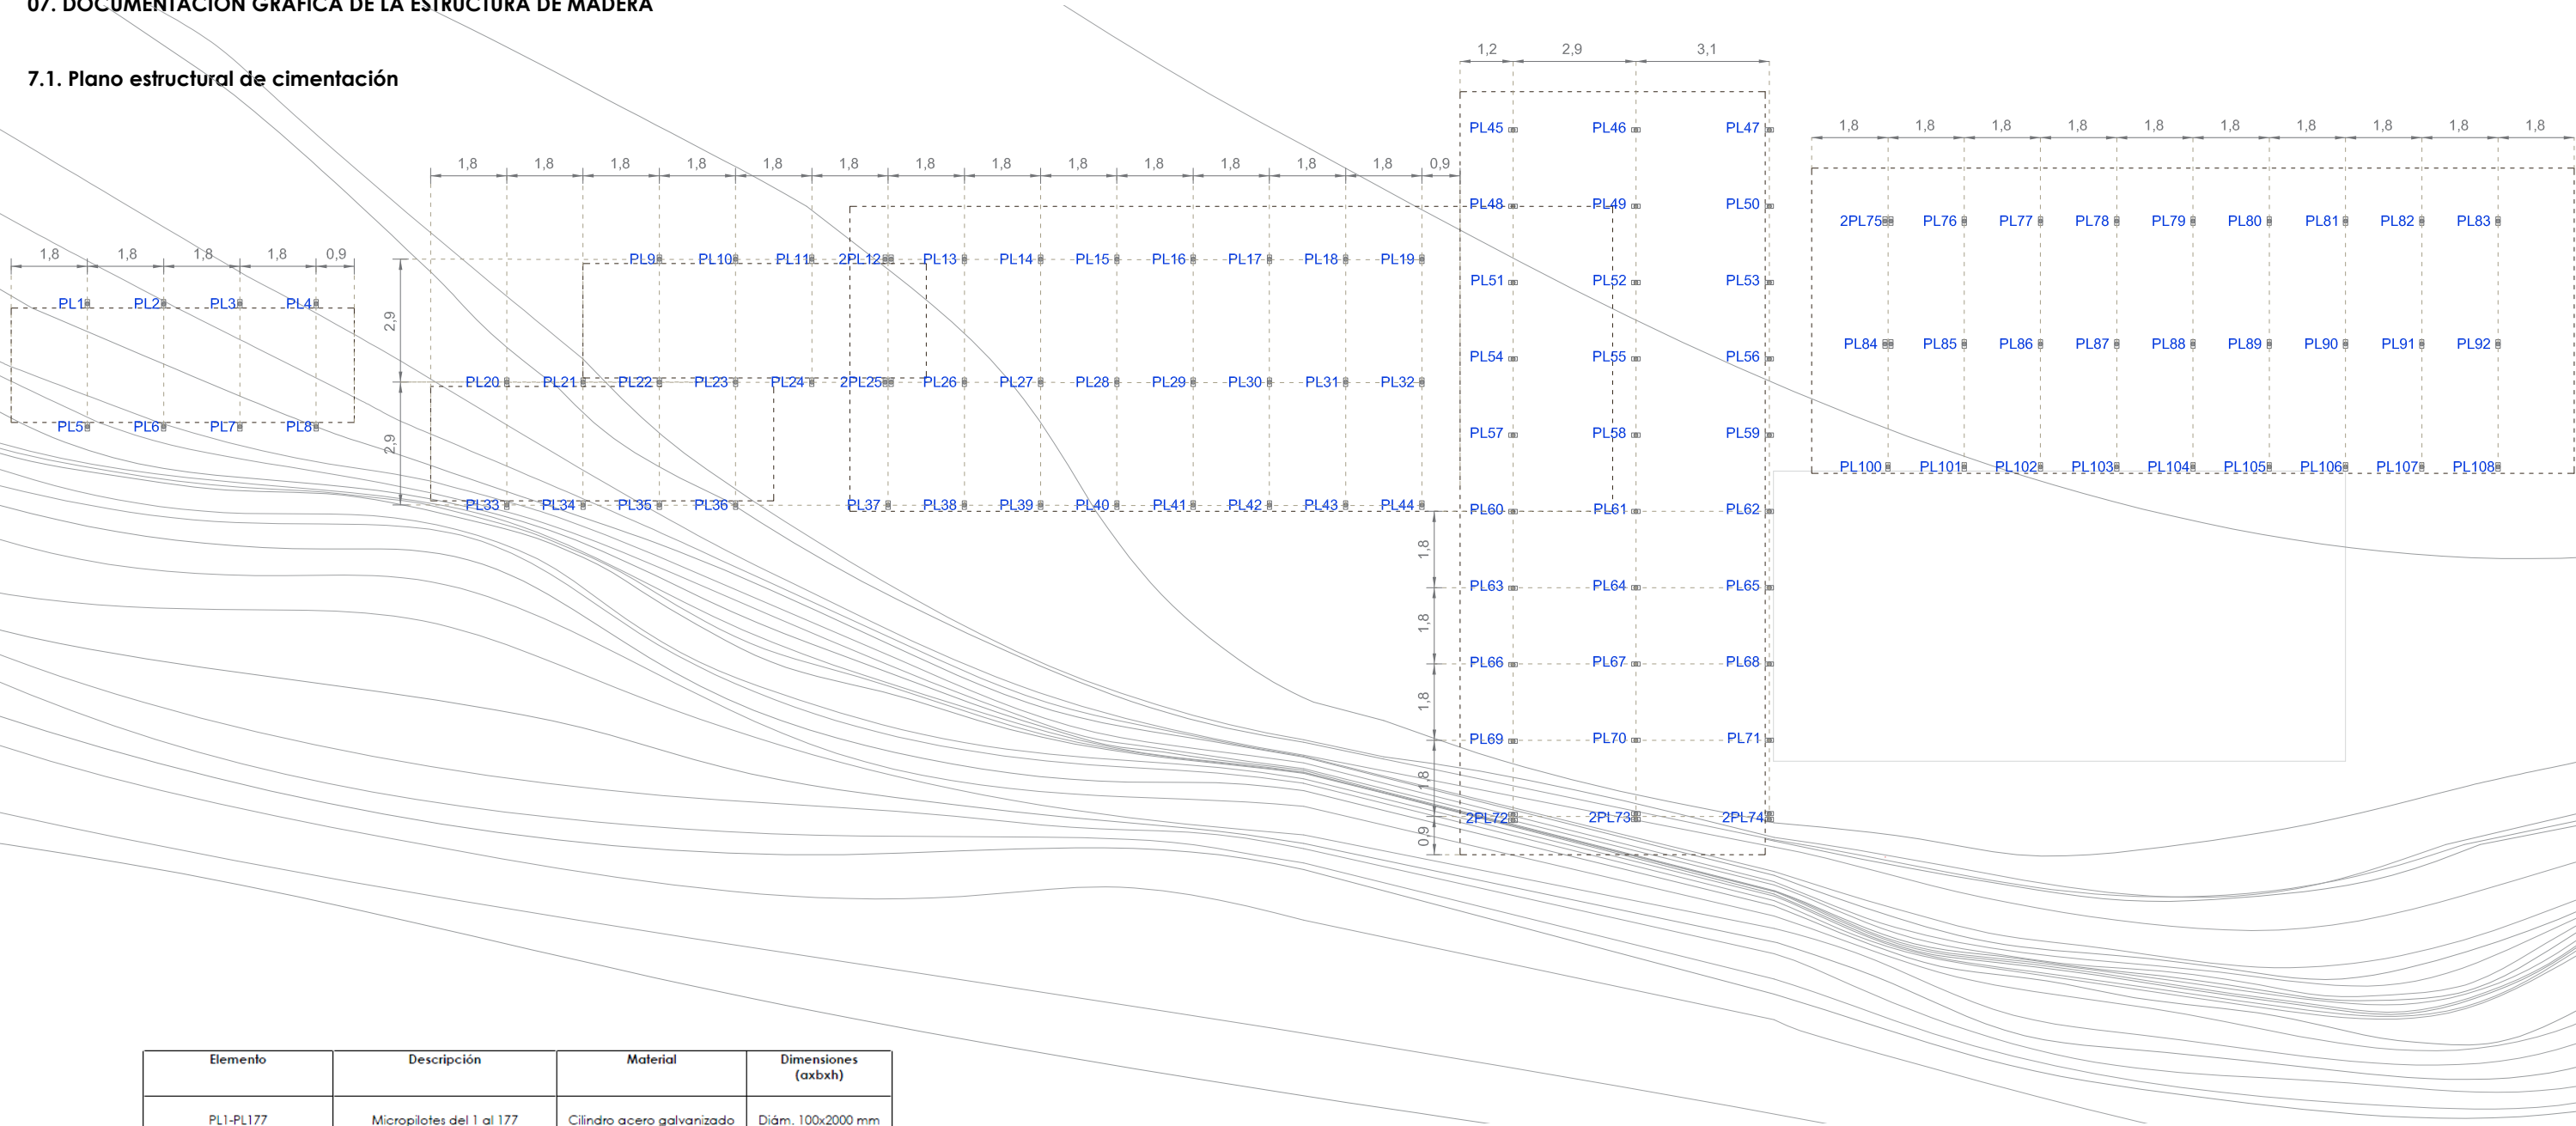 07. DOCUMENTACIÓN GRÁFICA DE LA ESTRUCTURA DE MADERA
7.1. Plano estructural de cimentación
1,2 2,9 3,1
1,8 1,8 1,8 1,8 1,8 1,8 1,8 1,8 1,8 1,8
1,8 1,8 1,8 1,8 1,8 1,8 1,8 1,8 1,8 1,8 1,8 1,8 1,8 0,9
1,8 1,8 1,8 1,8 0,9
PL45 PL46 PL47
PL48 PL49 PL50
2PL75 PL76 PL77 PL78 PL79 PL80 PL81 PL82 PL83
PL9 PL10 PL11 2PL12 PL13 PL14 PL15 PL16 PL17 PL18 PL19
PL51 PL52 PL53
PL1 PL2 PL3 PL4
2,9
PL84 PL85 PL86 PL87 PL88 PL89 PL90 PL91 PL92
PL54 PL55 PL56
PL20 PL21 PL22 PL23 PL24 2PL25 PL26 PL27 PL28 PL29 PL30 PL31 PL32
PL5 PL6 PL7 PL8
2,9
PL57 PL58 PL59
PL100 PL101 PL102 PL103 PL104 PL105 PL106 PL107 PL108
PL33 PL34 PL35 PL36 PL37 PL38 PL39 PL40 PL41 PL42 PL43 PL44
PL60 PL61 PL62
1,8
PL63 PL64 PL65
1,8
PL66 PL67 PL68
1,8
PL69 PL70 PL71
1,8
2PL72 2PL73 2PL74
0,9
Elemento Descripción Material Dimensiones
(axbxh)
PL1-PL177 Micropilotes del 1 al 177 Cilindro acero galvanizado Diám. 100x2000 mm